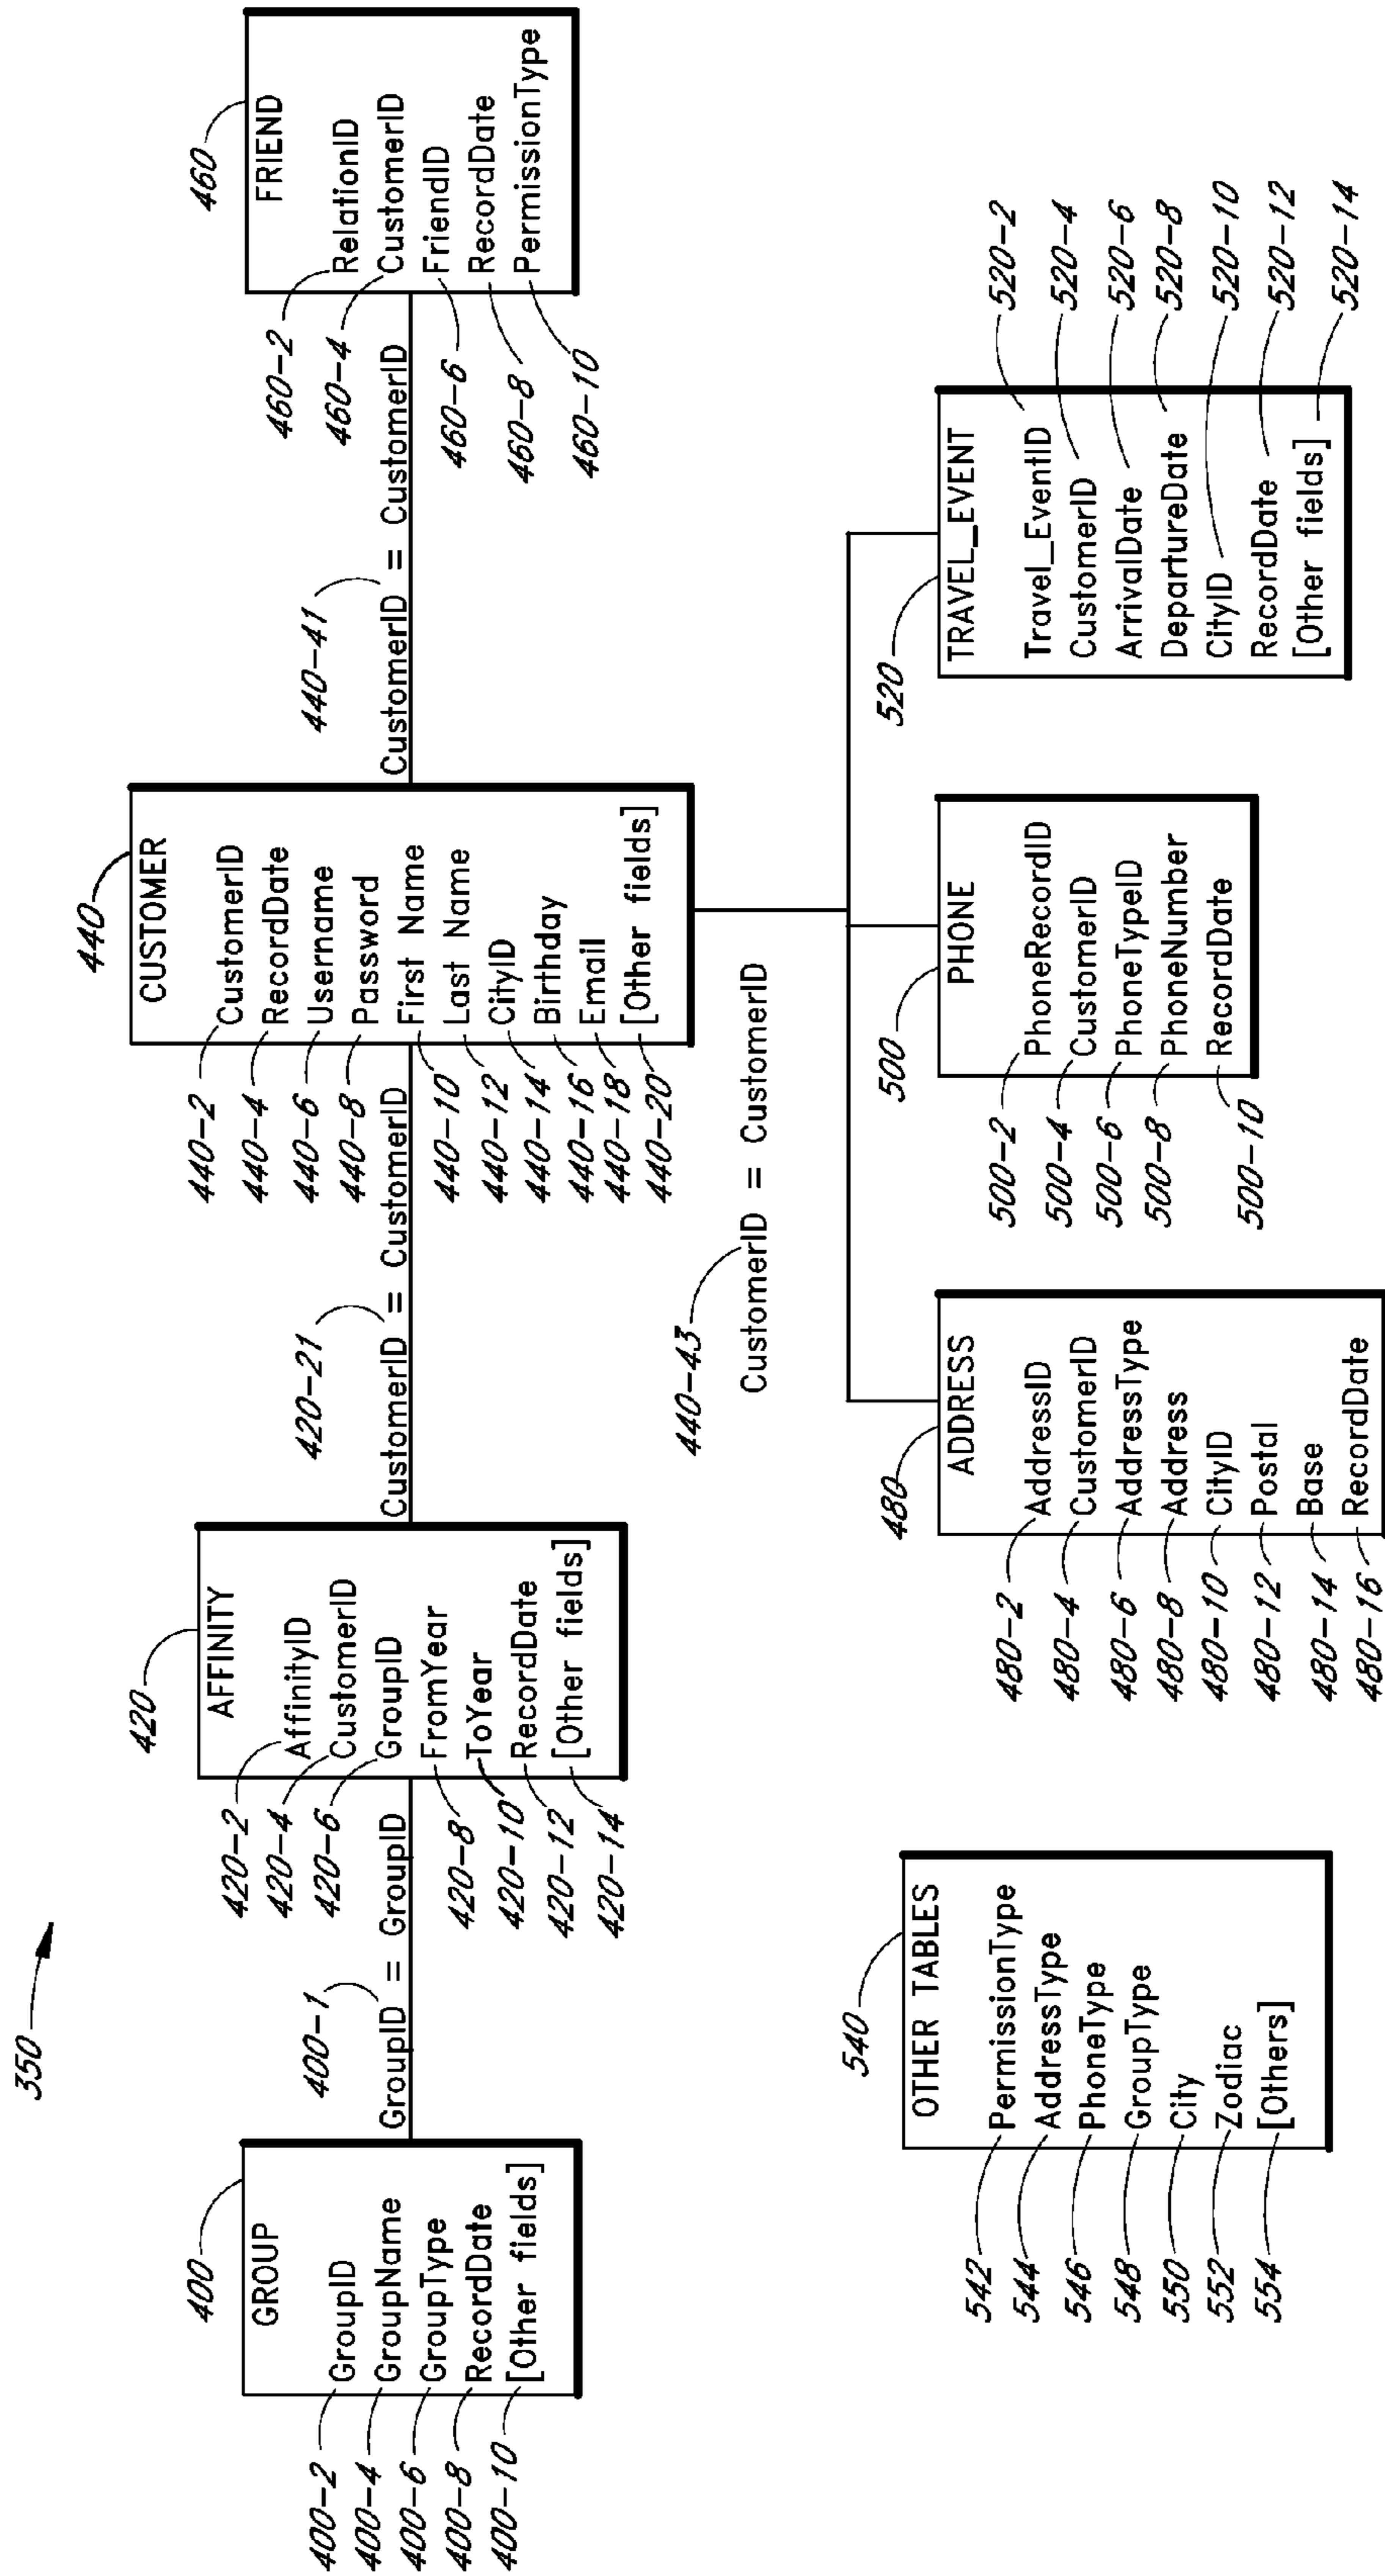 350
400
GROUP
400-2 GroupID
400-4 GroupName
400-6 GroupType
400-8 RecordDate
400-10 [Other fields]
400-1
GroupID = GroupID
420
AFFINITY
420-2 AffinityID
420-4 CustomerID
420-6 GroupID
420-8 FromYear
420-10 ToYear
420-12 RecordDate
420-14 [Other fields]
420-21
CustomerID = CustomerID
440
CUSTOMER
440-2 CustomerID
440-4 RecordDate
440-6 Username
440-8 Password
440-10 First Name
440-12 Last Name
440-14 CityID
440-16 Birthday
440-18 Email
440-20 [Other fields]
440-41
CustomerID = CustomerID
460
FRIEND
460-2 RelationID
460-4 CustomerID
460-6 FriendID
460-8 RecordDate
460-10 PermissionType
440-43
CustomerID = CustomerID
540
OTHER TABLES
542 PermissionType
544 AddressType
546 PhoneType
548 GroupType
550 City
552 Zodiac
554 [Others]
480
ADDRESS
480-2 AddressID
480-4 CustomerID
480-6 AddressType
480-8 Address
480-10 CityID
480-12 Postal
480-14 Base
480-16 RecordDate
500
PHONE
500-2 PhoneRecordID
500-4 CustomerID
500-6 PhoneTypeID
500-8 PhoneNumber
500-10 RecordDate
520
TRAVEL_EVENT
Travel_EventID 520-2
CustomerID 520-4
ArrivalDate 520-6
DepartureDate 520-8
CityID 520-10
RecordDate 520-12
[Other fields] 520-14